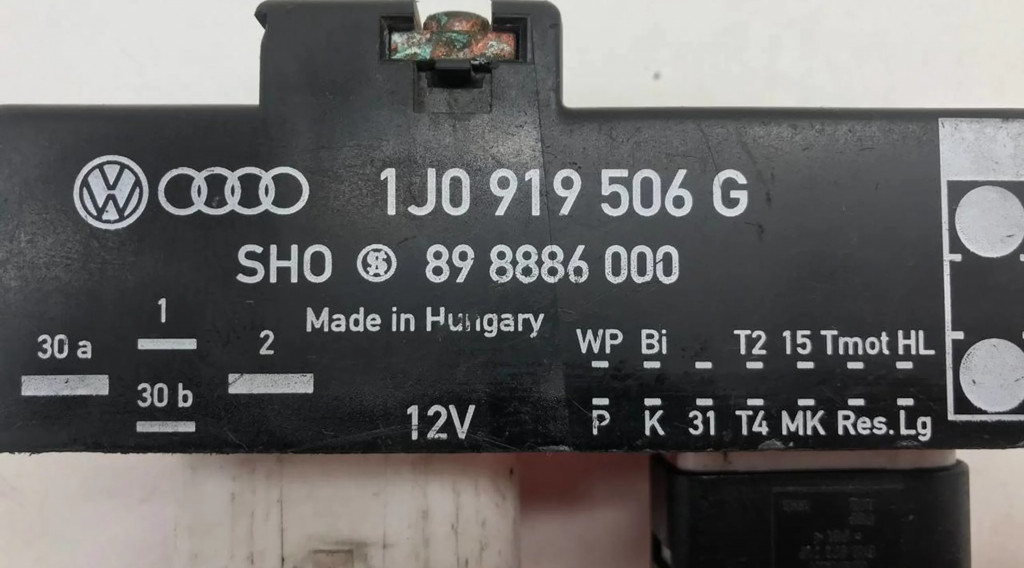 1J0 919 506 G
SHO 89 8886 000
Made in Hungary
1
30 a
2
30 b
12V
WP Bi T2 15 Tmot HL
P K 31 T4 MK Res. Lg